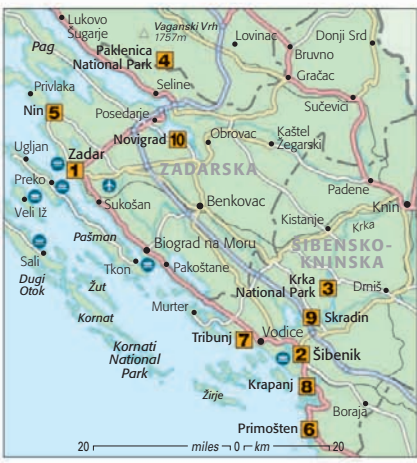 Lukovo
Šugarje
Vaganski Vrh
1757m
Lovinac
Donji Srd
Bruvno
Pag
Paklenica
National Park 4
Gračac
Privlaka
Seline
Sučevići
Nin 5
Posedarje
Novigrad 10
Obrovac
Kaštel
Žegarski
Ugljan
Zadar
1
ZADARSKA
Preko
Padene
Veli Iž
Sukošan
Benkovac
Knin
Kistanje
Krka
Pašman
Biograd na Moru
ŠIBENSKO-
KNINSKA
Sali
Tkon
Pakoštane
Dugi
Otok
Žut
Krka
National Park 3
Drniš
Kornat
Murter
9 Skradin
Kornati
National
Park
Tribunj 7
Vodice
2 Šibenik
Krapanj 8
Žirje
Boraja
Primošten 6
20 miles 0 km 20